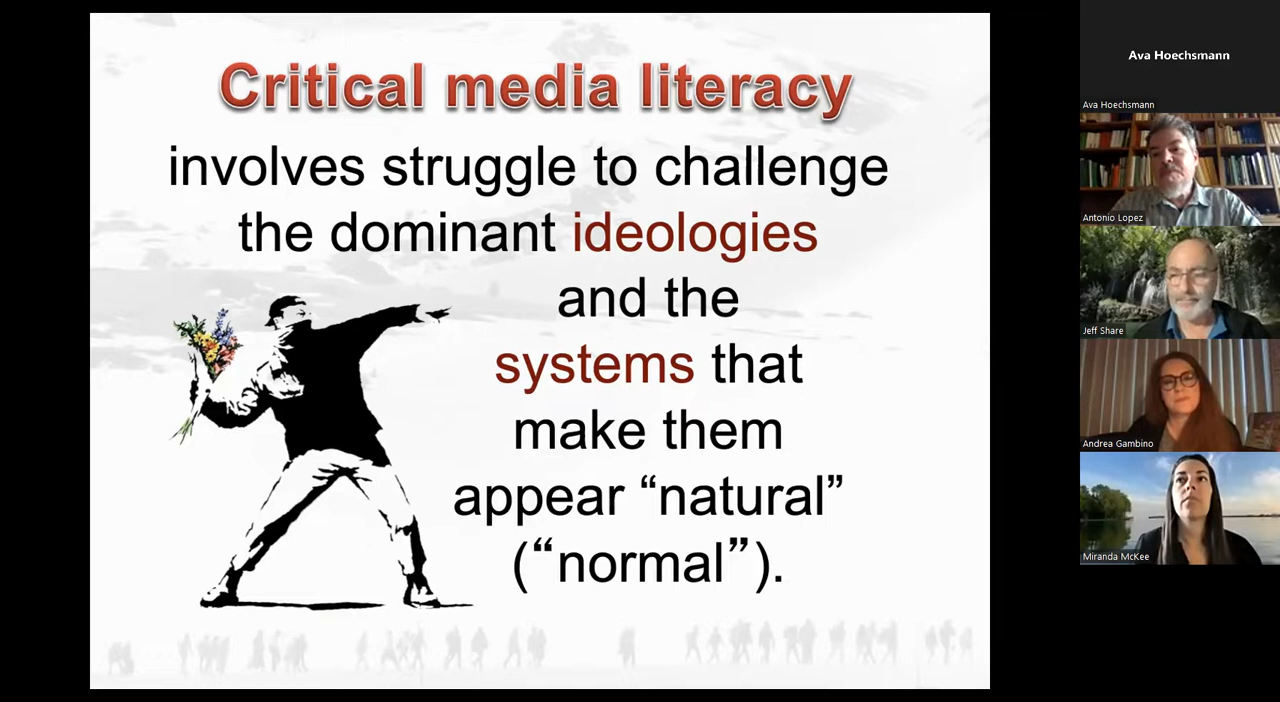 Critical media literacy
involves struggle to challenge
the dominant ideologies
and the
systems that
make them
appear “natural”
(“normal”).
Ava Hoechsmann
Ava Hoechsmann
Antonio Lopez
Jeff Share
Andrea Gambino
Miranda McKee